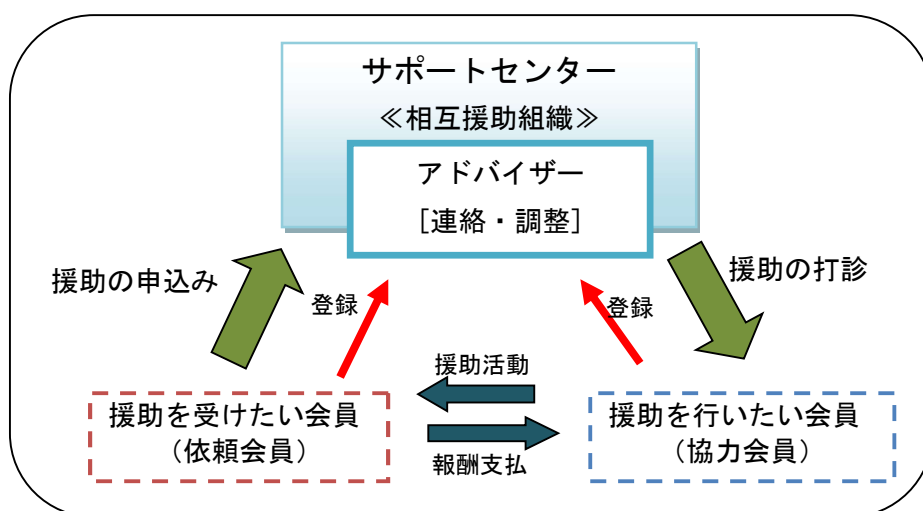 サポートセンター
≪相互援助組織≫
アドバイザー
［連絡・調整］
援助の申込み
援助の打診
登録
登録
援助活動
援助を受けたい会員
（依頼会員）
援助を行いたい会員
（協力会員）
報酬支払